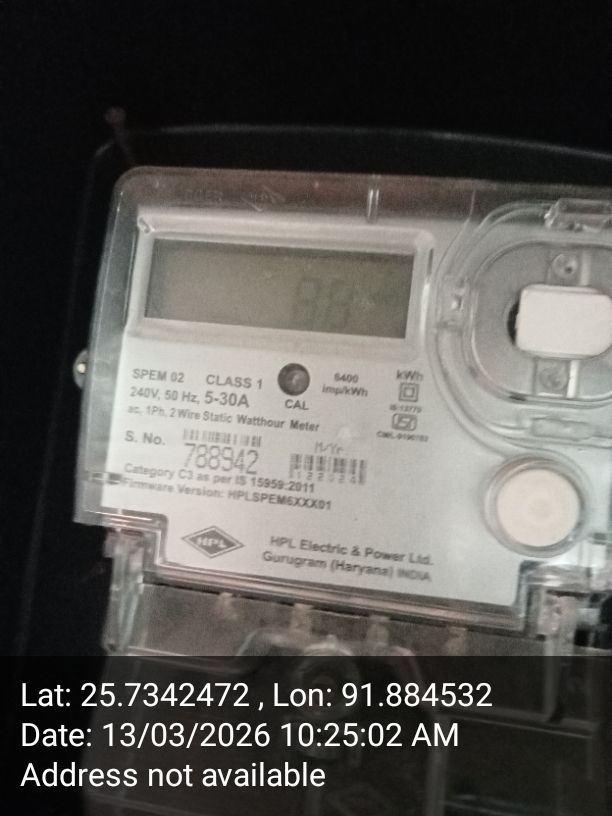 SPEM 02 CLASS 1
240V, 50 Hz, 5-30A
CAL
6400
imp/kWh
kWh
IS-13779
ac, 1Ph, 2 Wire Static Watthour Meter
S. No. 788942
M/Yr
Category C3 as per IS 15959:2011
Firmware Version: HPLSPEM6XXX01
HPL
HPL Electric & Power Ltd.
Gurugram (Haryana) INDIA
Lat: 25.7342472 , Lon: 91.884532
Date: 13/03/2026 10:25:02 AM
Address not available